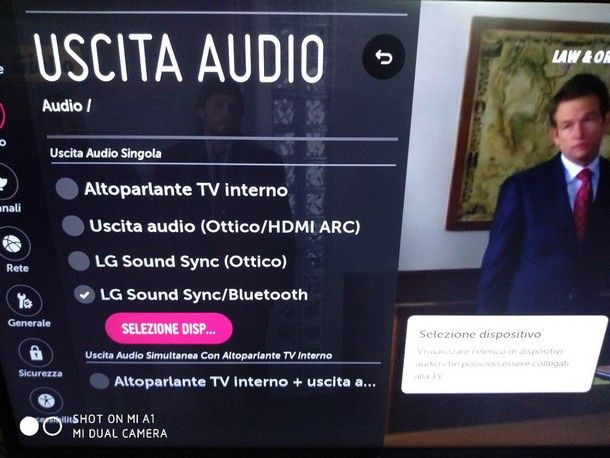 USCITA AUDIO
Audio /
Uscita Audio Singola
Altoparlante TV interno
Uscita audio (Ottico/HDMI ARC)
LG Sound Sync (Ottico)
LG Sound Sync/Bluetooth
SELEZIONE DISP...
Uscita Audio Simultanea Con Altoparlante TV Interno
Altoparlante TV interno + uscita a...
nali
Rete
Generale
Sicurezza
LAW & OR
Selezione dispositivo
Visualizzare l'elenco di dispositivi
audio che possono essere collegati
alla TV
SHOT ON MI A1
MI DUAL CAMERA